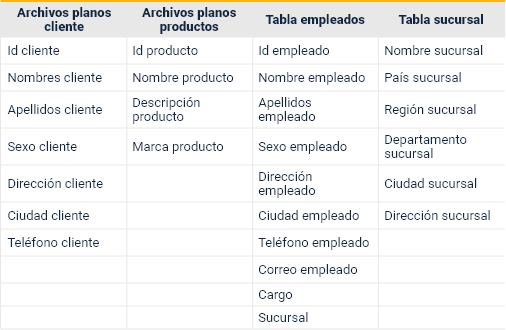 Archivos planos cliente Archivos planos productos Tabla empleados Tabla sucursal
Id cliente Id producto Id empleado Nombre sucursal
Nombres cliente Nombre producto Nombre empleado País sucursal
Apellidos cliente Descripción producto Apellidos empleado Región sucursal
Sexo cliente Marca producto Sexo empleado Departamento sucursal
Dirección cliente Dirección empleado Ciudad sucursal
Ciudad cliente Ciudad empleado Dirección sucursal
Teléfono cliente Teléfono empleado
Correo empleado
Cargo
Sucursal